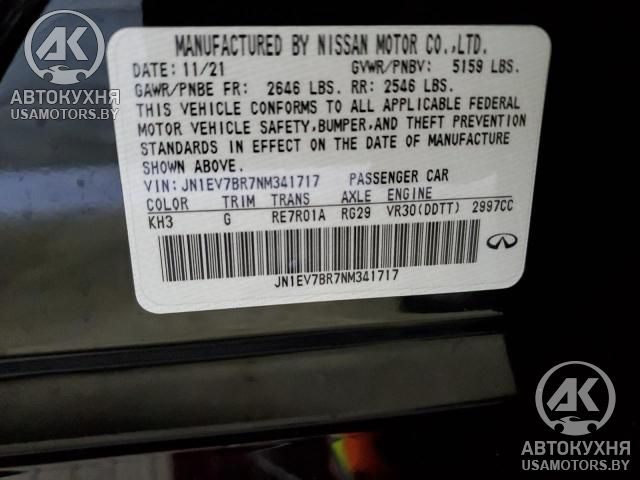 MANUFACTURED BY NISSAN MOTOR CO.,LTD.
DATE: 11/21 GVWR/PNBV: 5159 LBS.
GAWR/PNBE FR: 2646 LBS. RR: 2546 LBS.
THIS VEHICLE CONFORMS TO ALL APPLICABLE FEDERAL
MOTOR VEHICLE SAFETY,BUMPER,AND THEFT PREVENTION
STANDARDS IN EFFECT ON THE DATE OF MANUFACTURE
SHOWN ABOVE.
VIN: JN1EV7BR7NM341717 PASSENGER CAR
COLOR TRIM TRANS AXLE ENGINE
KH3 G RE7R01A RG29 VR30(DDTT) 2997CC
JN1EV7BR7NM341717
АК
АВТОКУХНЯ
USAMOTORS.BY
АК
АВТОКУХНЯ
USAMOTORS.BY